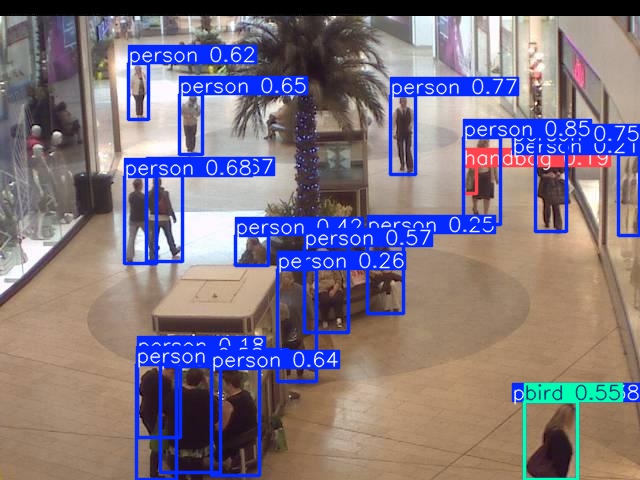 person 0.62
person 0.65
person 0.77
person 0.85
0.75
person 0.21
handbag 0.19
person 0.68
person 0.42
person 0.25
person 0.57
person 0.26
person 0.18
person
person 0.64
bird 0.55